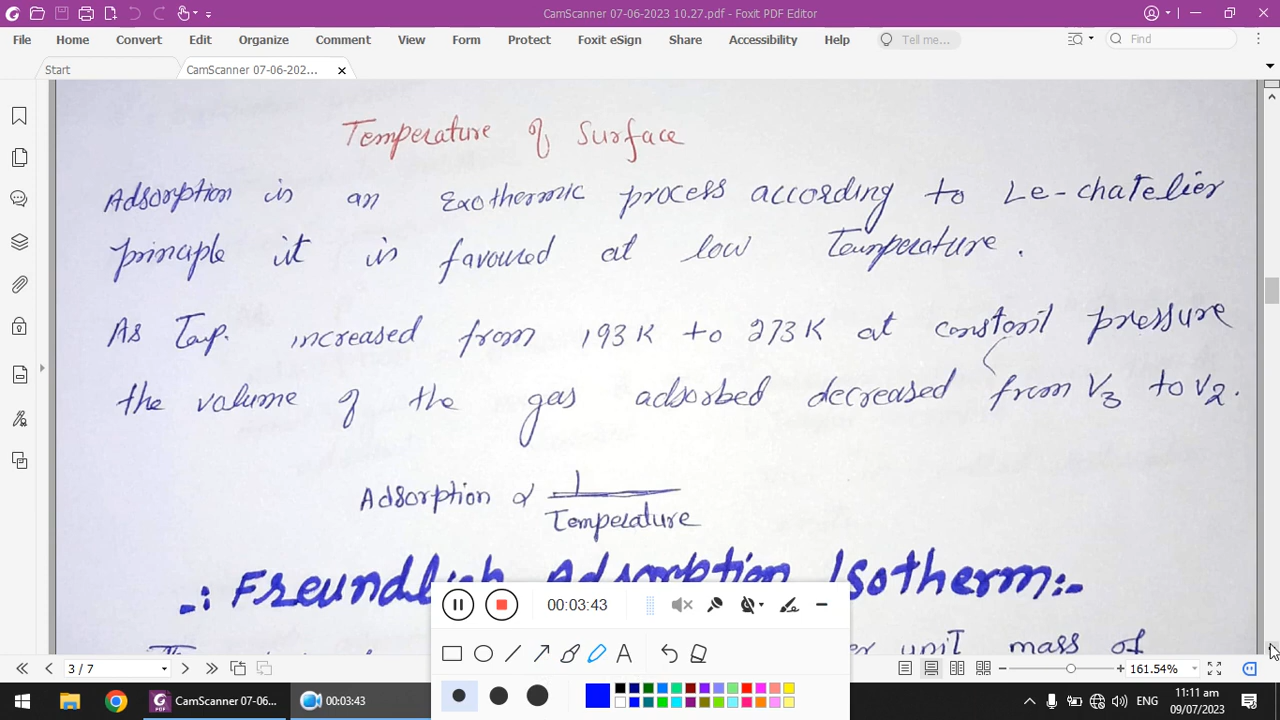 CamScanner 07-06-2023 10.27.pdf - Foxit PDF Editor
File Home Convert Edit Organize Comment View Form Protect Foxit eSign Share Accessibility Help Tell me... Find
Start CamScanner 07-06-202...
Temperature of Surface
Adsorption is an Exothermic process according to Le-chatelier
principle it is favoured at low Temperature.
As Temp. increased from 193 K to 273 K at constant pressure
the volume of the gas adsorbed decreased from V3 to V2.
Adsorption ∝ 1
Temperature
-: Freundlich Adsorption Isotherm:-
00:03:43
unit mass of
A
3 / 7 161.54%
CamScanner 07-06-... 00:03:43 ENG 11:11 am
09/07/2023